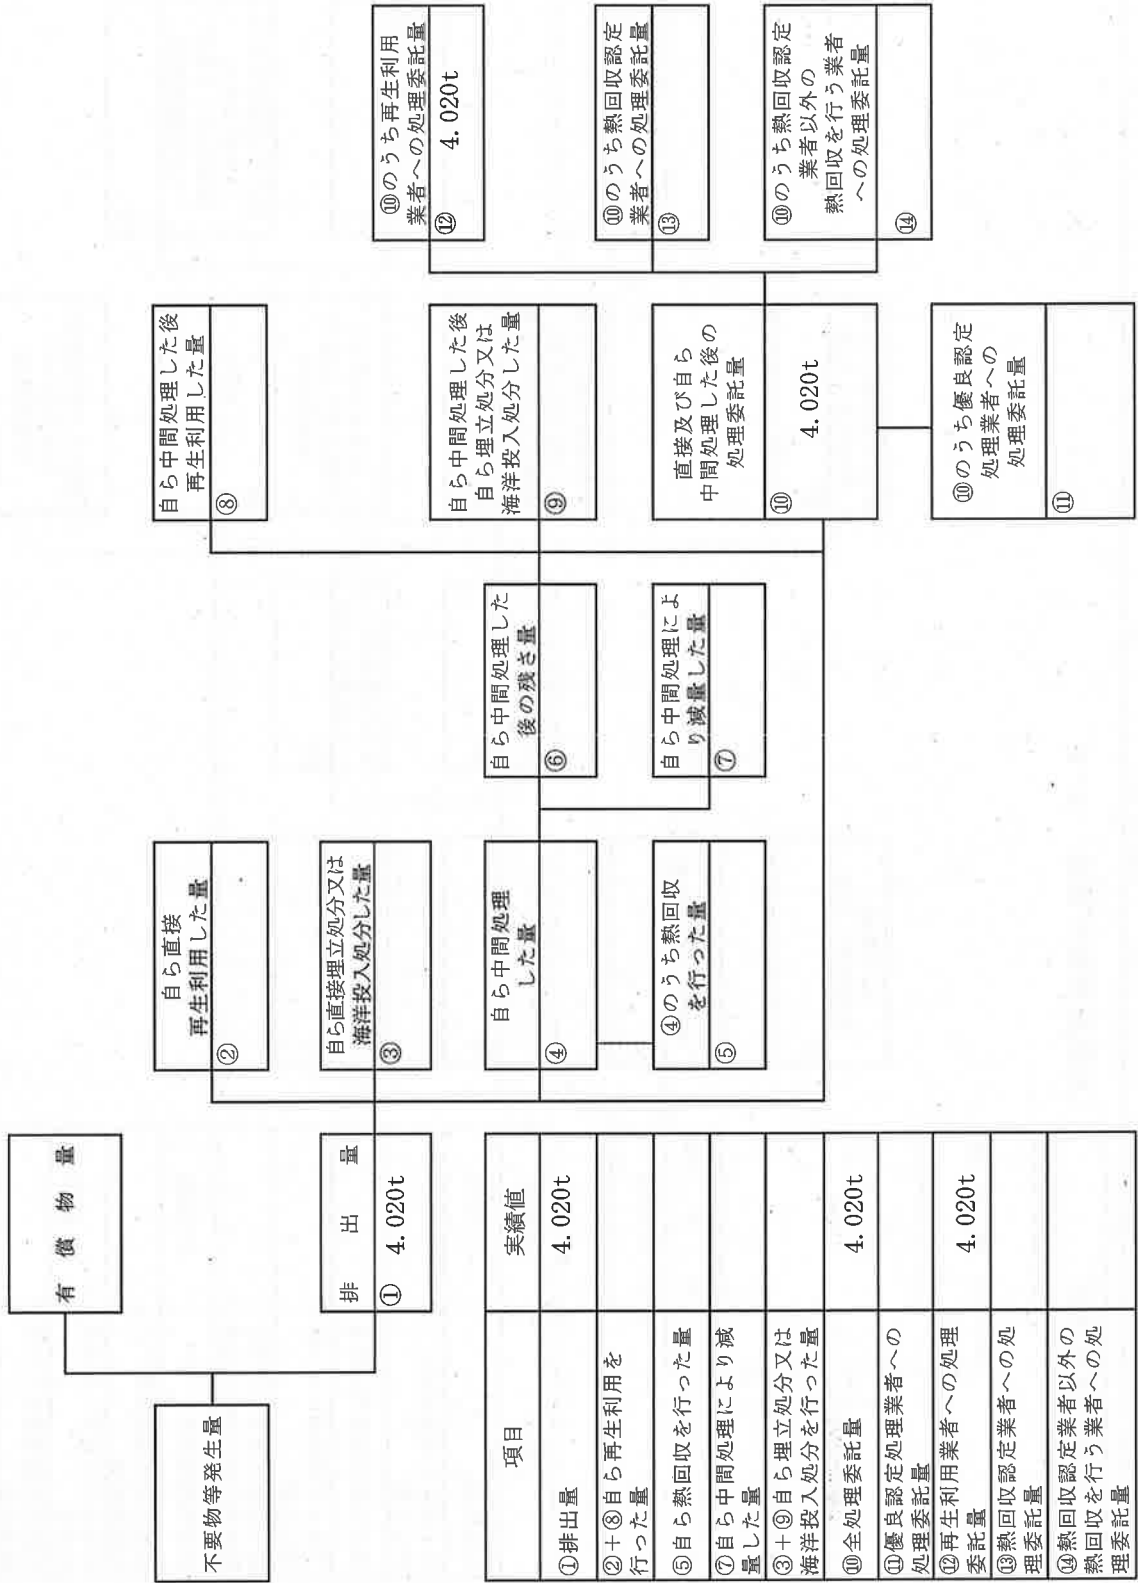 不要物等発生量
有償物量
排出量
① 4.020t
自ら直接
再生利用した量
②
自ら直接埋立処分又は
海洋投入処分した量
③
自ら中間処理
した量
④
④のうち熱回収
を行った量
⑤
自ら中間処理した
後の残さ量
⑥
自ら中間処理によ
り減量した量
⑦
自ら中間処理した後
再生利用した量
⑧
自ら中間処理した後
自ら埋立処分又は
海洋投入処分した量
⑨
直接及び自ら
中間処理した後の
処理委託量
⑩ 4.020t
⑩のうち優良認定
処理業者への
処理委託量
⑪
⑩のうち再生利用
業者への処理委託量
⑫ 4.020t
⑩のうち熱回収認定
業者への処理委託量
⑬
⑩のうち熱回収認定
業者以外の
熱回収を行う業者
への処理委託量
⑭
項目 実績値
①排出量 4.020t
②+⑧自ら再生利用を
行った量
⑤自ら熱回収を行った量
⑦自ら中間処理により減
量した量
③+⑨自ら埋立処分又は
海洋投入処分を行った量
⑩全処理委託量 4.020t
⑪優良認定処理業者への
処理委託量
⑫再生利用業者への処理
委託量 4.020t
⑬熱回収認定業者への処
理委託量
⑭熱回収認定業者以外の
熱回収を行う業者への処
理委託量